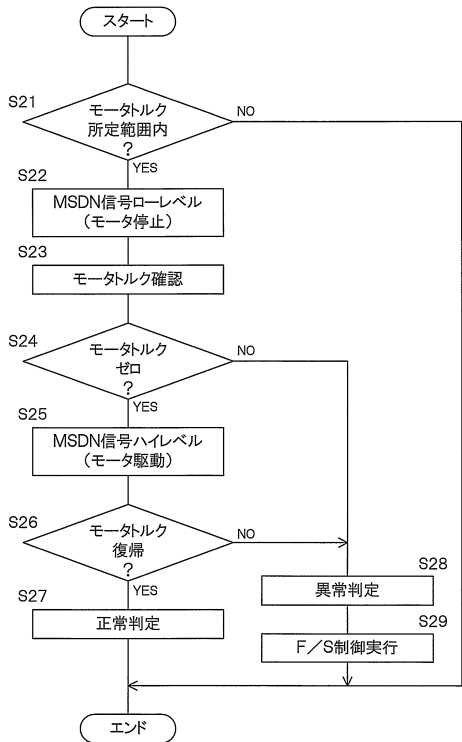 スタート
S21
モータトルク
所定範囲内
?
NO
YES
S22
MSDN信号ローレベル
(モータ停止)
S23
モータトルク確認
S24
モータトルク
ゼロ
?
NO
YES
S25
MSDN信号ハイレベル
(モータ駆動)
S26
モータトルク
復帰
?
NO
YES
S27
正常判定
S28
異常判定
S29
F/S制御実行
エンド